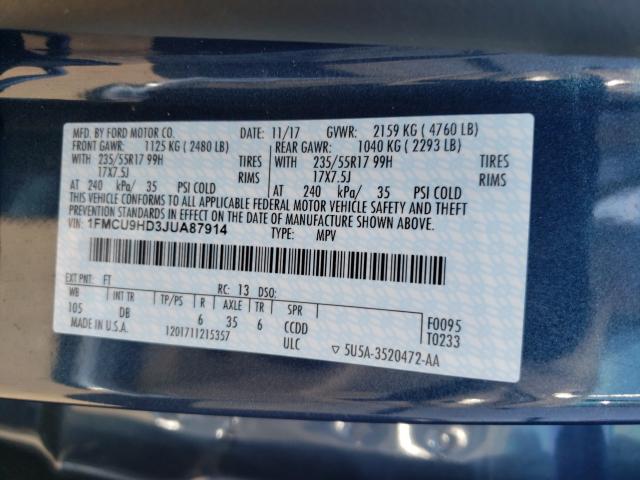 MFD. BY FORD MOTOR CO. 11/17 GVWR: 2159 KG ( 4760 LB)
FRONT GAWR: 1125 KG ( 2480 LB) REAR GAWR: 1040 KG ( 2293 LB)
WITH 235/55R17 99H TIRES WITH 235/55R17 99H TIRES
17X7.5J RIMS 17X7.5J RIMS
AT 240 kPa/ 35 PSI COLD AT 240 kPa/ 35 PSI COLD
THIS VEHICLE CONFORMS TO ALL APPLICABLE FEDERAL MOTOR VEHICLE SAFETY AND THEFT
PREVENTION STANDARDS IN EFFECT ON THE DATE OF MANUFACTURE SHOWN ABOVE.
VIN: 1FMCU9HD3JUA87914 TYPE: MPV
EXT PNT: FT RC: 13 DSO:
WB INT TR TP/PS R AXLE TR SPR
105 DB 6 35 6 CCDD F0095
MADE IN U.S.A. 1201711215357 ULC T0233
▽ 5U5A-3520472-AA